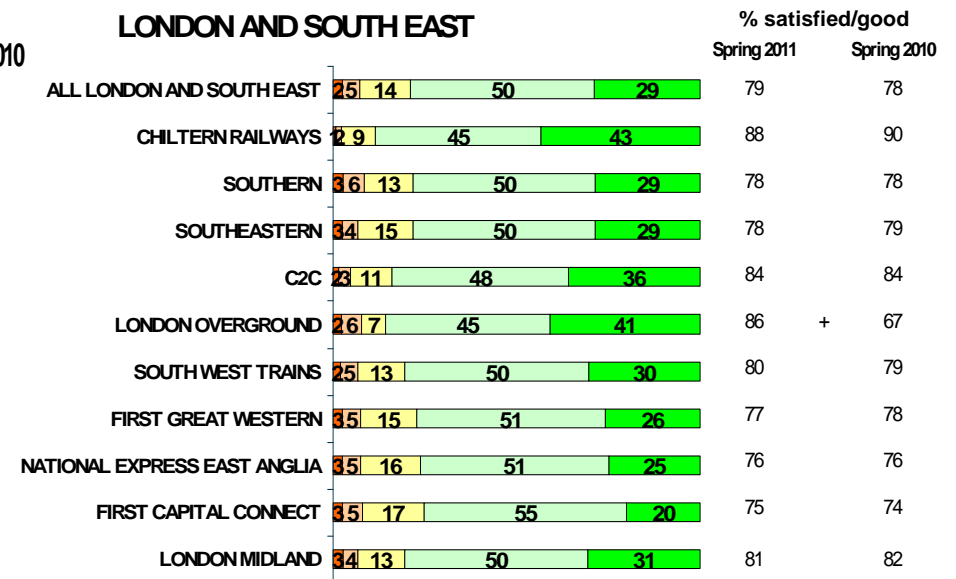 LONDON AND SOUTH EAST % satisfied/good
010 Spring 2011 Spring 2010
ALL LONDON AND SOUTH EAST 2 5 14 50 29 79 78
CHILTERN RAILWAYS 1 2 9 45 43 88 90
SOUTHERN 3 6 13 50 29 78 78
SOUTHEASTERN 3 4 15 50 29 78 79
C2C 2 3 11 48 36 84 84
LONDON OVERGROUND 2 6 7 45 41 86 + 67
SOUTH WEST TRAINS 2 5 13 50 30 80 79
FIRST GREAT WESTERN 3 5 15 51 26 77 78
NATIONAL EXPRESS EAST ANGLIA 3 5 16 51 25 76 76
FIRST CAPITAL CONNECT 3 5 17 55 20 75 74
LONDON MIDLAND 3 4 13 50 31 81 82